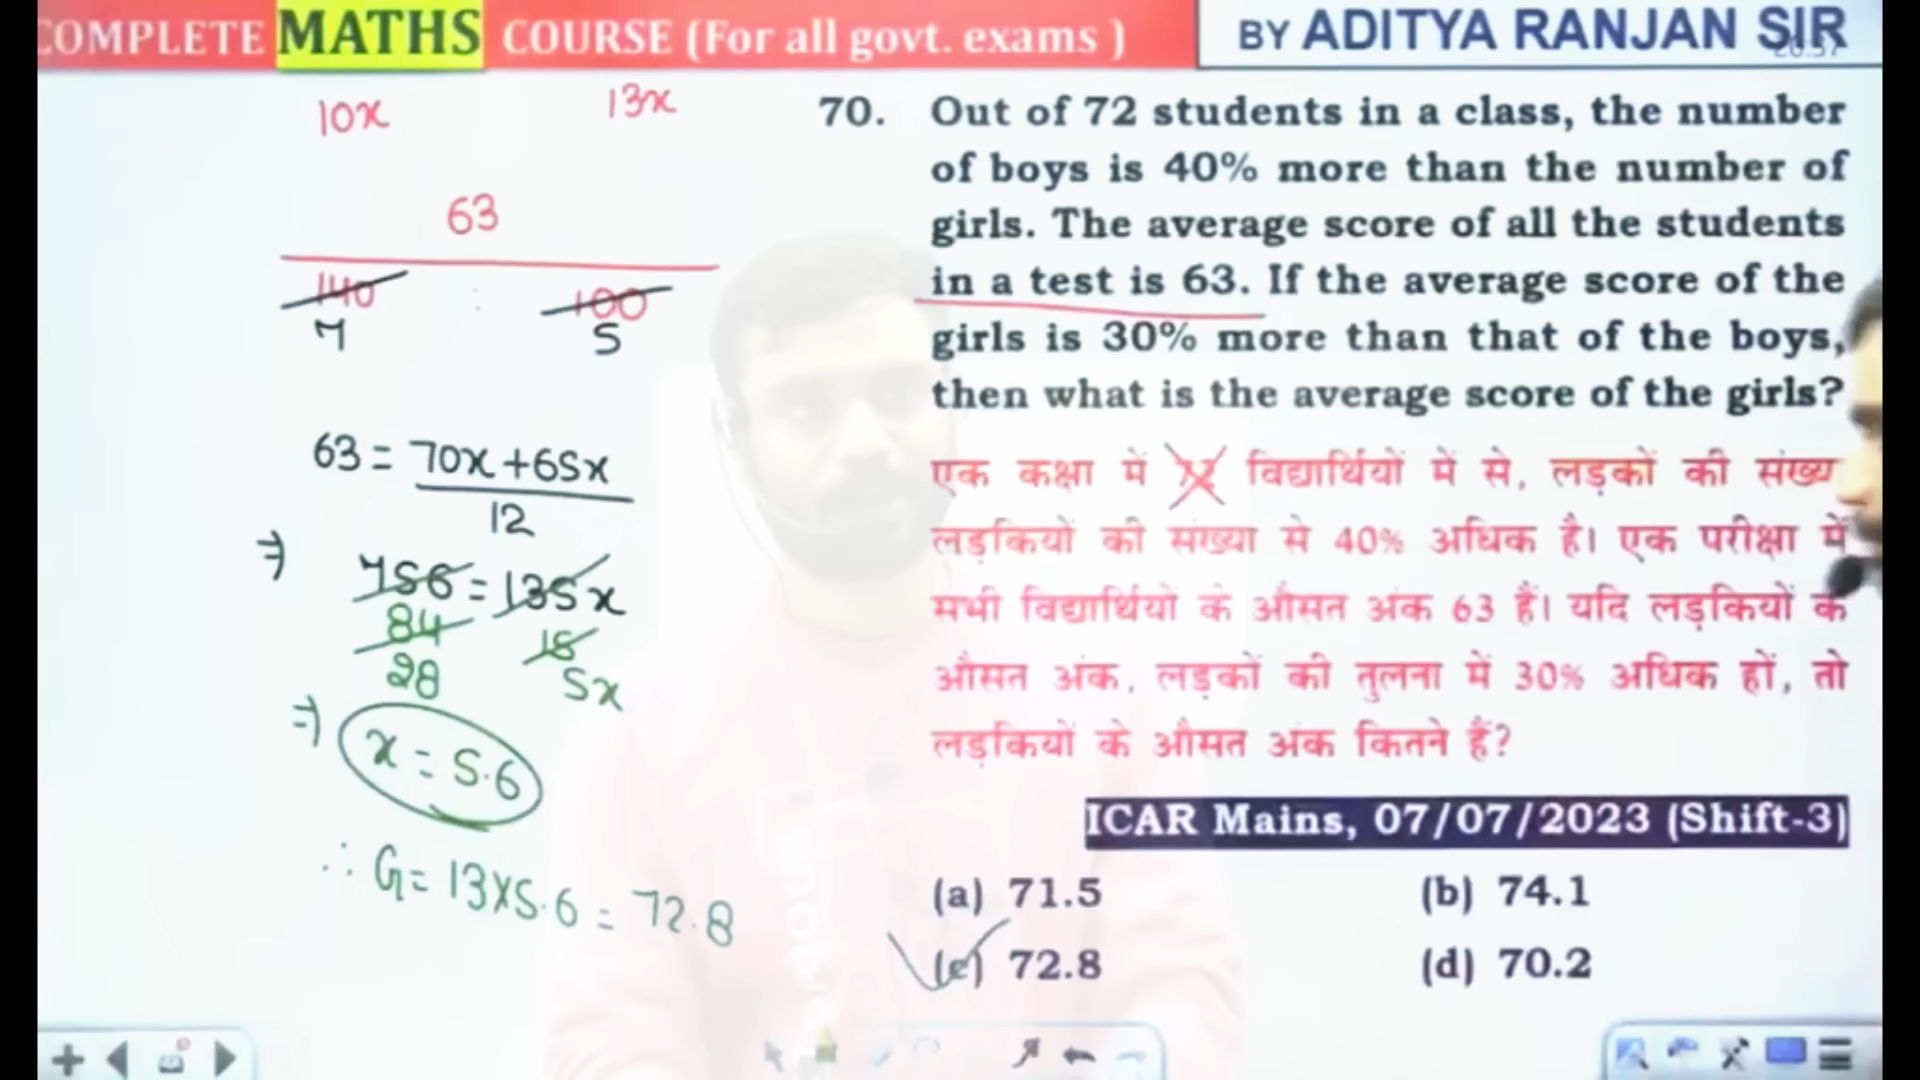 COMPLETE MATHS COURSE (For all govt. exams )
BY ADITYA RANJAN SIR
10x 13x
63
140 : 100
7 5
63 = 70x + 65x
12
⇒ 756 = 135x
84 15
28 5x
⇒ x = 5.6
∴ G = 13×5.6 = 72.8
70. Out of 72 students in a class, the number
of boys is 40% more than the number of
girls. The average score of all the students
in a test is 63. If the average score of the
girls is 30% more than that of the boys,
then what is the average score of the girls?
एक कक्षा में 72 विद्यार्थियों में से, लड़कों की संख्य
लड़कियों की संख्या से 40% अधिक है। एक परीक्षा में
सभी विद्यार्थियों के औसत अंक 63 हैं। यदि लड़कियों के
औसत अंक, लड़कों की तुलना में 30% अधिक हों, तो
लड़कियों के औसत अंक कितने हैं?
ICAR Mains, 07/07/2023 (Shift-3)
(a) 71.5 (b) 74.1
(c) 72.8 (d) 70.2